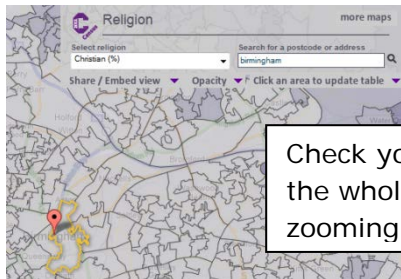 Religion
more maps
Select religion
Search for a postcode or address
Christian (%)
birmingham
Share / Embed view
Opacity
Click an area to update table
Check yo
the whol
zooming